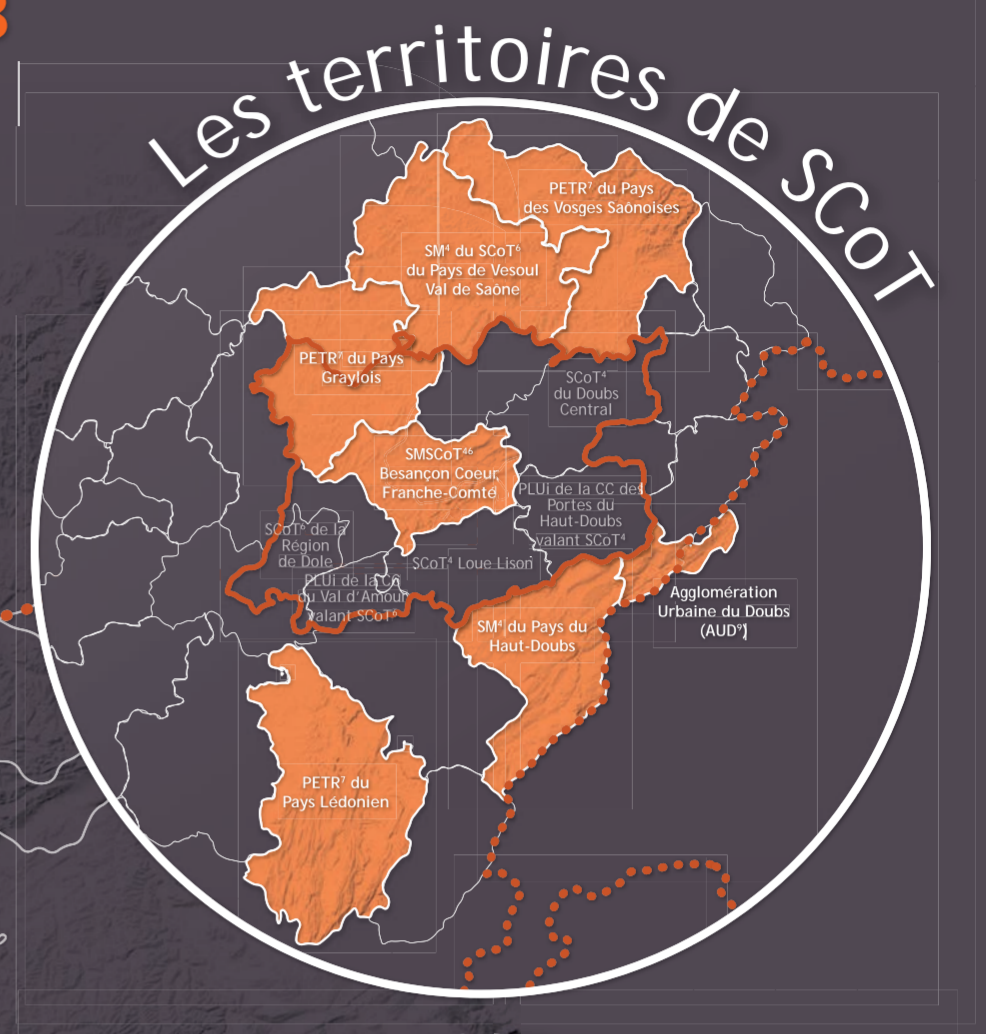 Les territoires de SCoT
PETR⁷ du Pays
des Vosges Saônoises
SM⁴ du SCoT⁶
du Pays de Vesoul
Val de Saône
PETR⁷ du Pays
Graylois
SCoT⁴
du Doubs
Central
SMSCoT⁴⁶
Besançon Coeur
Franche-Comté
PLUi de la CC des
Portes du
Haut-Doubs
valant SCoT⁴
SCoT⁶ de la
Région
de Dole
SCoT⁴ Loue Lison
PLUi de la CC
du Val d'Amour
valant SCoT⁶
Agglomération
Urbaine du Doubs
(AUD⁹)
SM⁴ du Pays du
Haut-Doubs
PETR⁷ du
Pays Lédonien